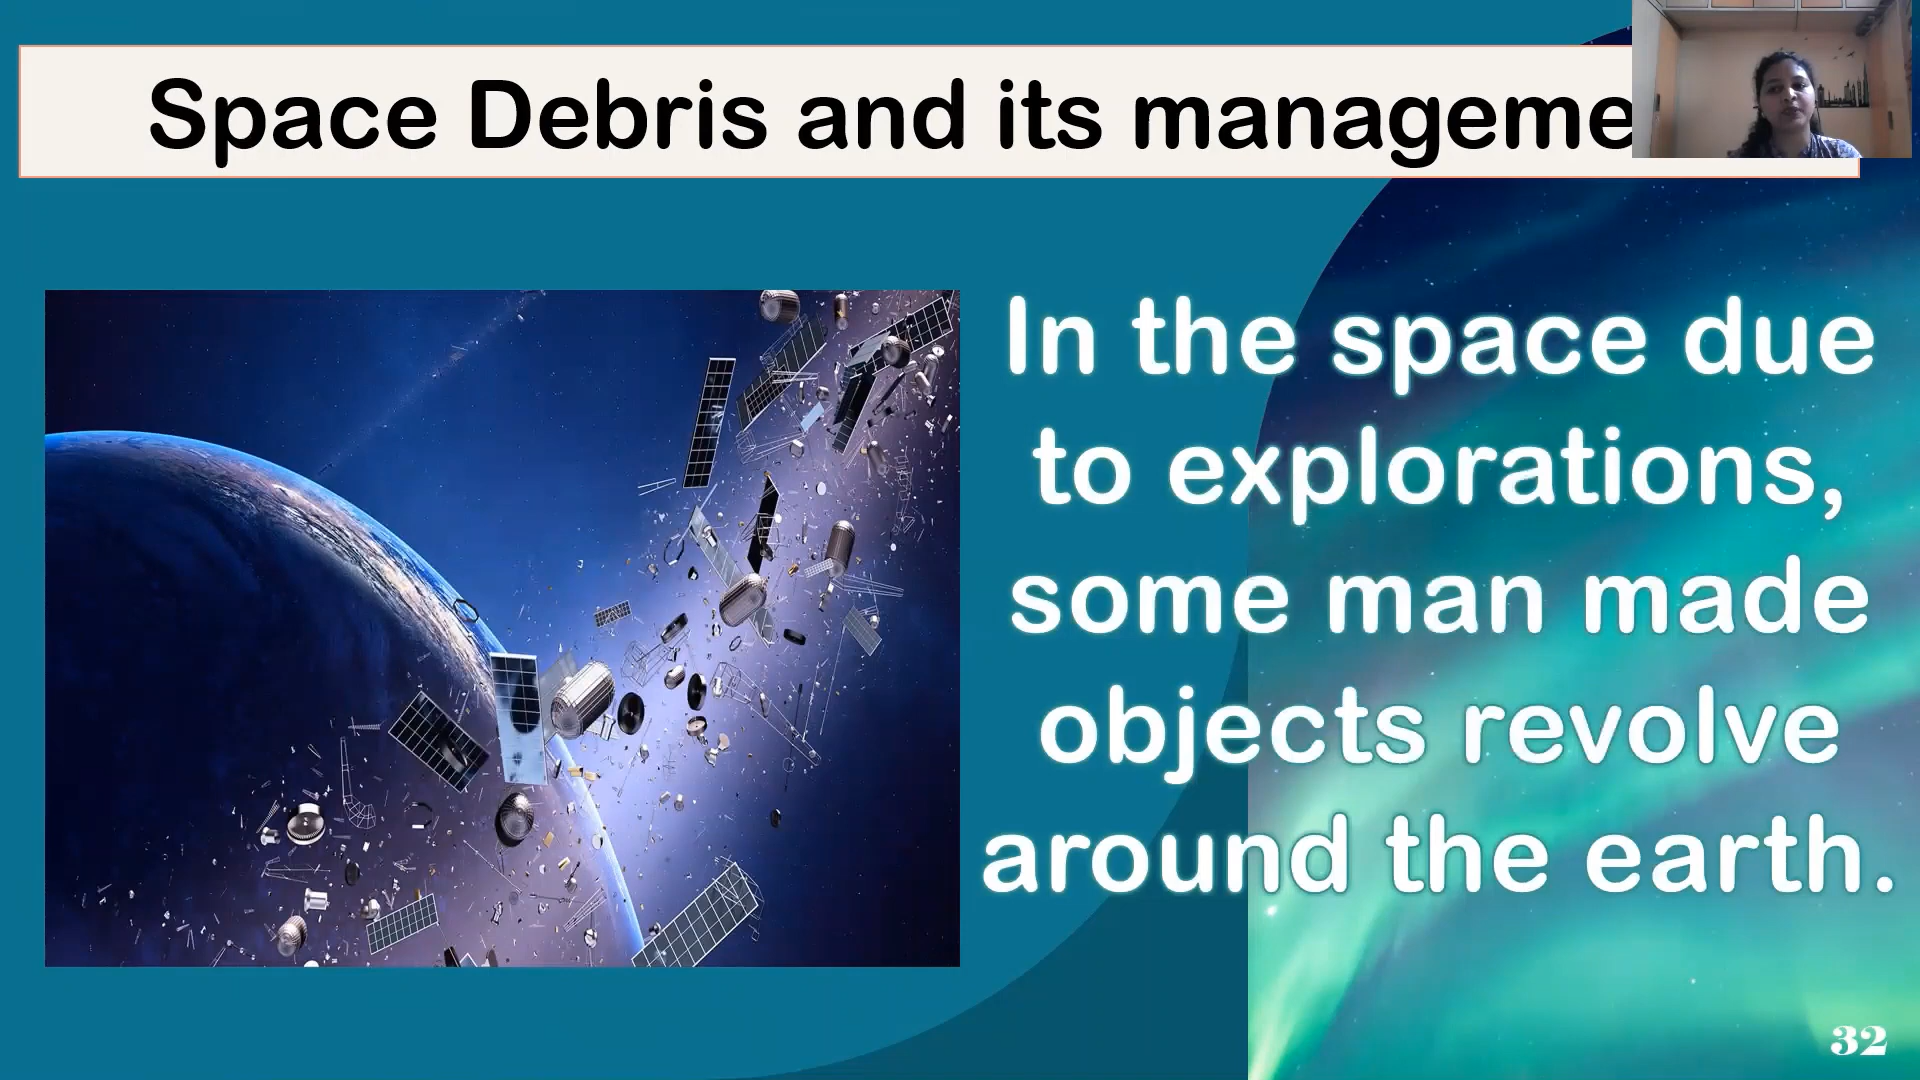 Space Debris and its manageme
In the space due
to explorations,
some man made
objects revolve
around the earth.
32